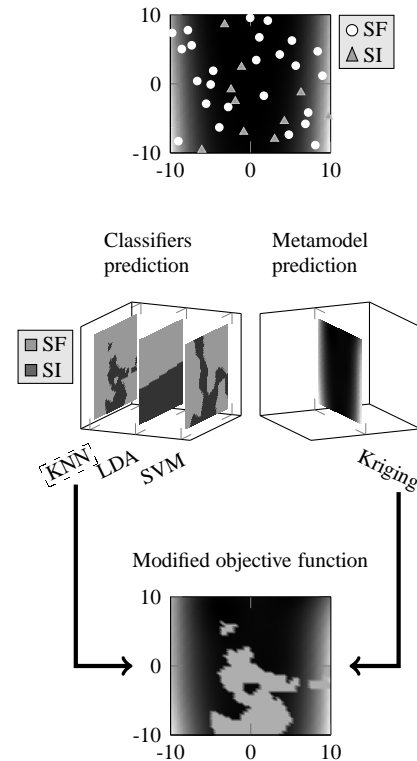 10
0
-10
-10 0 10
SF
SI
Classifiers
prediction
Metamodel
prediction
SF
SI
KNN
LDA
SVM
Kriging
Modified objective function
10
0
-10
-10 0 10